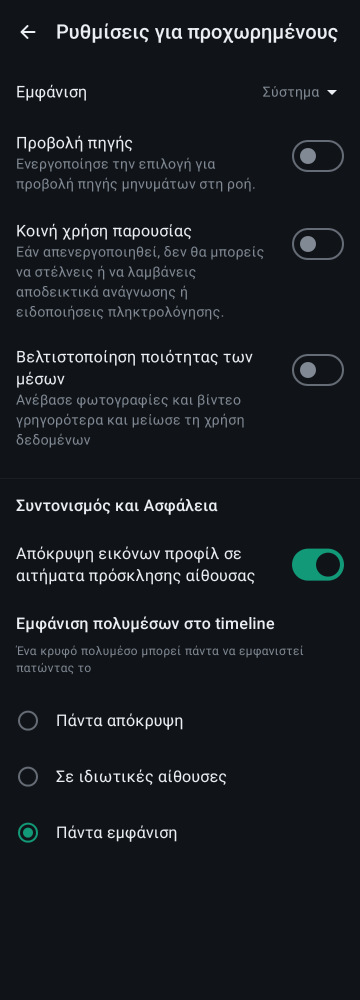 Ρυθμίσεις για προχωρημένους
Εμφάνιση
Σύστημα
Προβολή πηγής
Ενεργοποίησε την επιλογή για
προβολή πηγής μηνυμάτων στη ροή.
Κοινή χρήση παρουσίας
Εάν απενεργοποιηθεί, δεν θα μπορείς
να στέλνεις ή να λαμβάνεις
αποδεικτικά ανάγνωσης ή
ειδοποιήσεις πληκτρολόγησης.
Βελτιστοποίηση ποιότητας των
μέσων
Ανέβασε φωτογραφίες και βίντεο
γρηγορότερα και μείωσε τη χρήση
δεδομένων
Συντονισμός και Ασφάλεια
Απόκρυψη εικόνων προφίλ σε
αιτήματα πρόσκλησης αίθουσας
Εμφάνιση πολυμέσων στο timeline
Ένα κρυφό πολυμέσο μπορεί πάντα να εμφανιστεί
πατώντας το
Πάντα απόκρυψη
Σε ιδιωτικές αίθουσες
Πάντα εμφάνιση